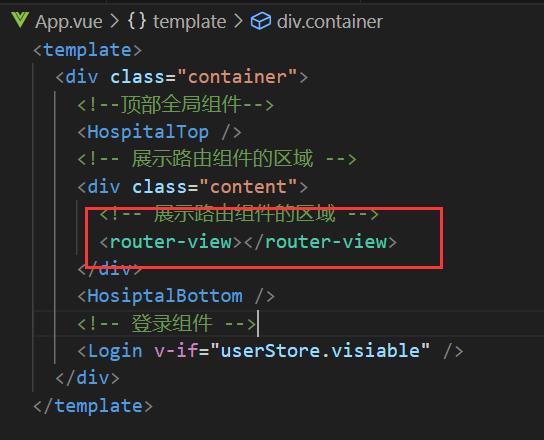 App.vue > {} template > div.container
<template>
<div class="container">
<!--顶部全局组件-->
<HospitalTop />
<!-- 展示路由组件的区域 -->
<div class="content">
<!-- 展示路由组件的区域 -->
<router-view></router-view>
</div>
<HosiptalBottom />
<!-- 登录组件 -->
<Login v-if="userStore.visiable" />
</div>
</template>